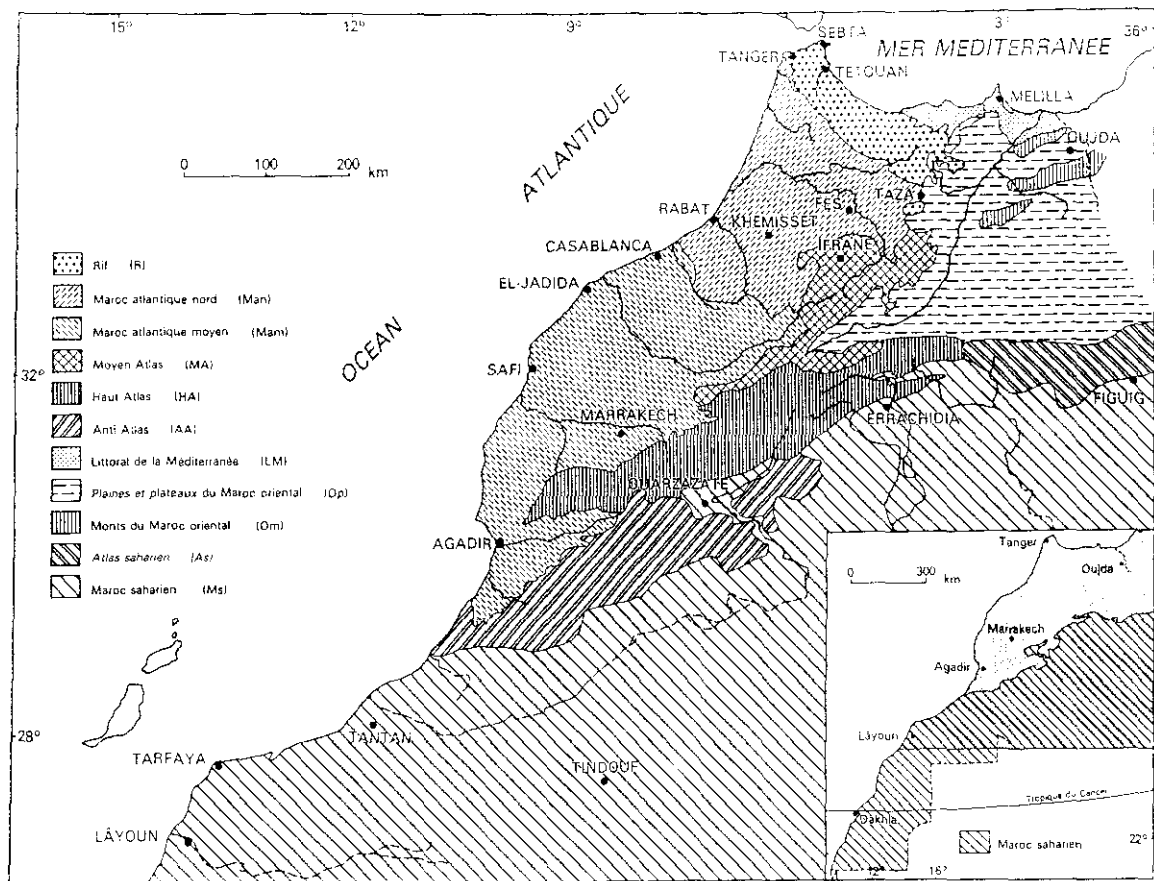 15°
12°
9°
3°
36°
SEBTA
MER MEDITERRANEE
TANGER
TETOUAN
MELILLA
OUJDA
ATLANTIQUE
0 100 200 km
TAZA
FES
RABAT
KHEMISSET
IFRANE
CASABLANCA
EL-JADIDA
OCEAN
32°
SAFI
MARRAKECH
FIGUIG
ERRACHIDIA
OUARZAZATE
AGADIR
Rif (R)
Maroc atlantique nord (Man)
Maroc atlantique moyen (Mam)
Moyen Atlas (MA)
Haut Atlas (HA)
Anti Atlas (AA)
Littoral de la Méditerranée (LM)
Plaines et plateaux du Maroc oriental (Op)
Monts du Maroc oriental (Om)
Atlas saharien (As)
Maroc saharien (Ms)
28°
TANTAN
TARFAYA
TINDOUF
LÂYOUN
Tanger
Oujda
0 300
km
Marrakech
Agadir
Lâyoun
Tropique du Cancer
Dakhla
Maroc saharien
22°
12°
16°